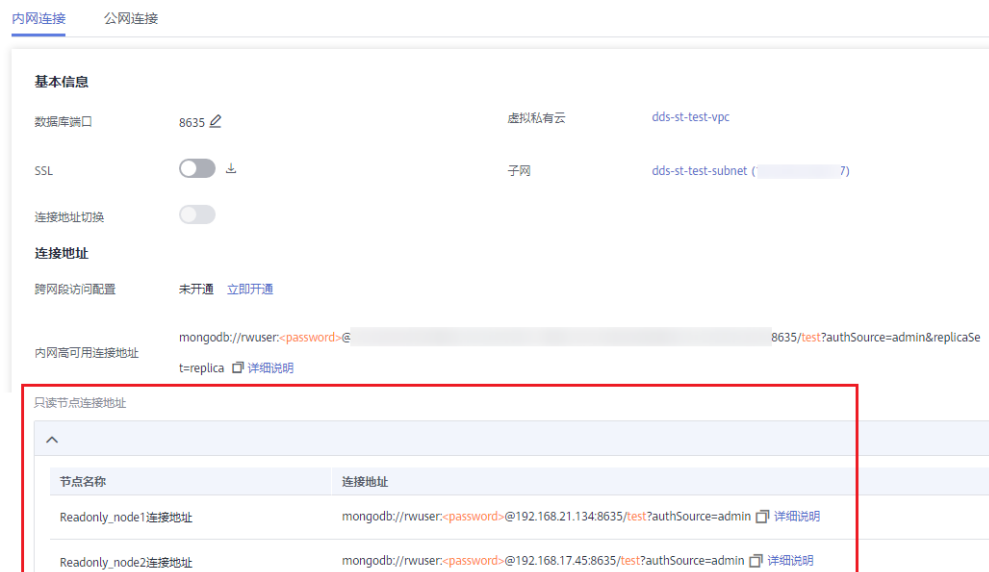 内网连接 公网连接
基本信息
数据库端口 8635 虚拟私有云 dds-st-test-vpc
SSL 子网 dds-st-test-subnet ( 7)
连接地址切换
连接地址
跨网段访问配置 未开通 立即开通
mongodb://rwuser:<password>@ 8635/test?authSource=admin&replicaSe
内网高可用连接地址
t=replica 详细说明
只读节点连接地址
节点名称 连接地址
Readonly_node1连接地址 mongodb://rwuser:<password>@192.168.21.134:8635/test?authSource=admin 详细说明
Readonly_node2连接地址 mongodb://rwuser:<password>@192.168.17.45:8635/test?authSource=admin 详细说明